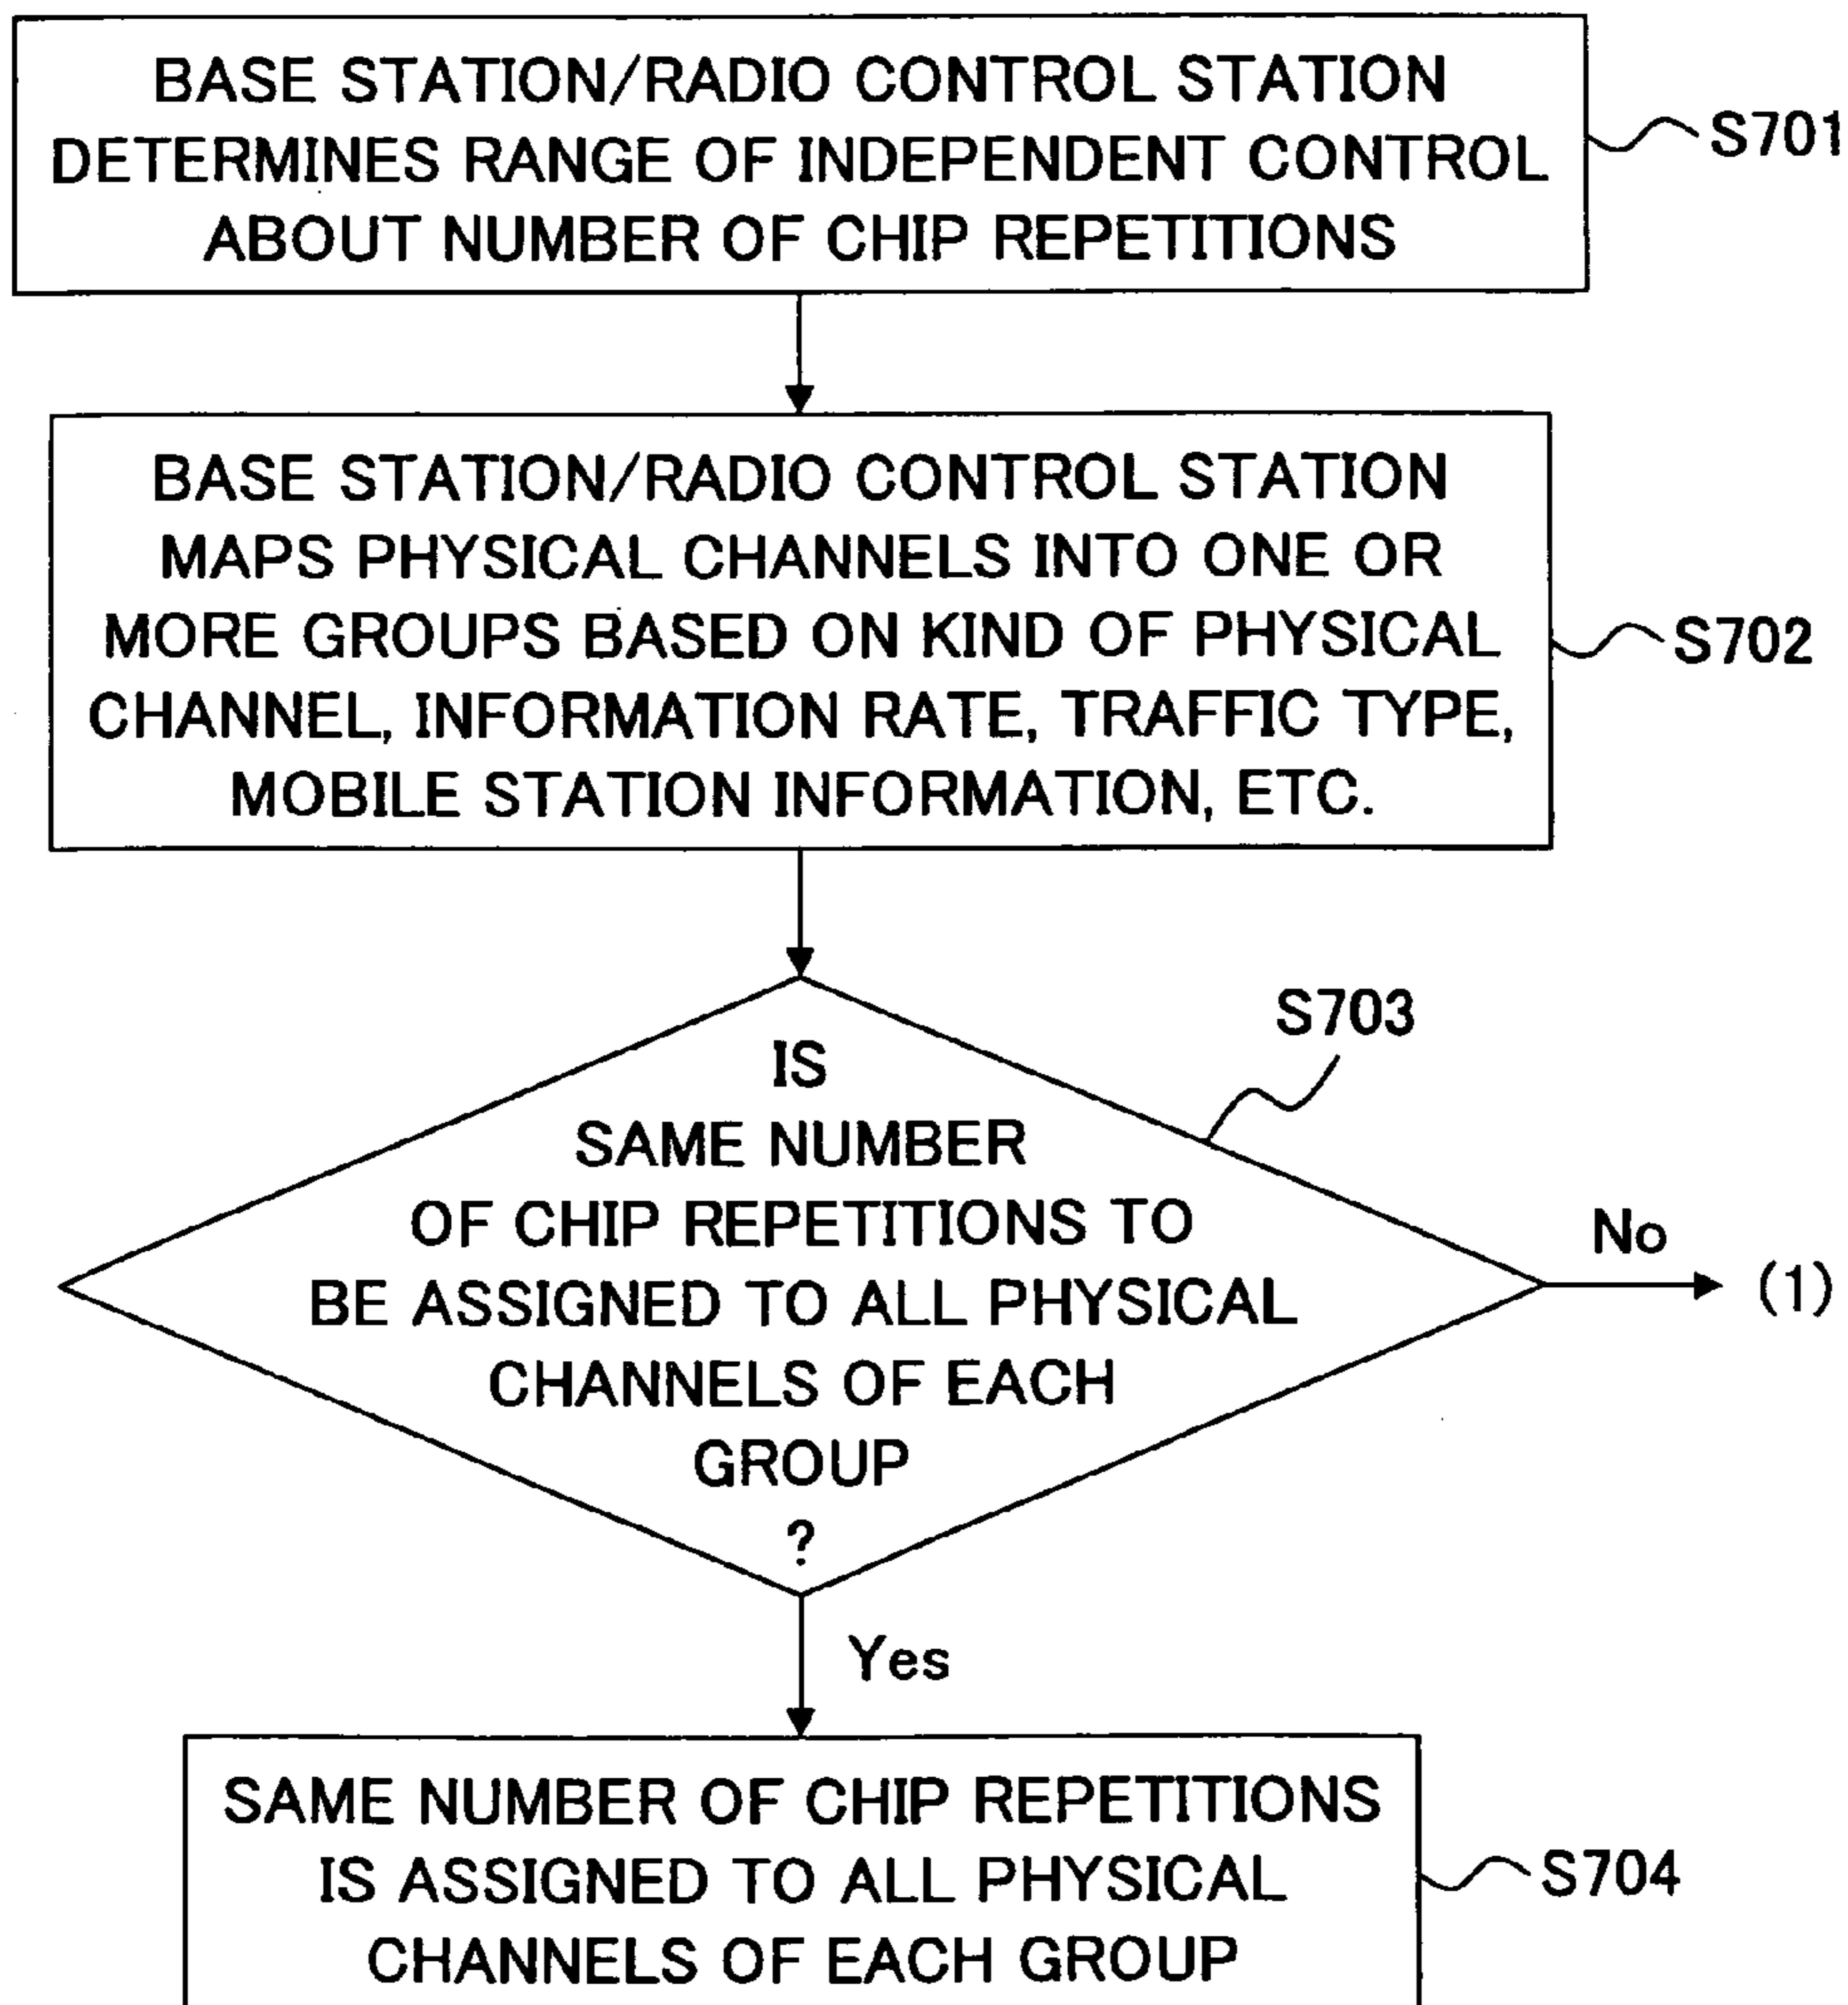 BASE STATION/RADIO CONTROL STATION
DETERMINES RANGE OF INDEPENDENT CONTROL
ABOUT NUMBER OF CHIP REPETITIONS
S701
BASE STATION/RADIO CONTROL STATION
MAPS PHYSICAL CHANNELS INTO ONE OR
MORE GROUPS BASED ON KIND OF PHYSICAL
CHANNEL, INFORMATION RATE, TRAFFIC TYPE,
MOBILE STATION INFORMATION, ETC.
S702
S703
IS
SAME NUMBER
OF CHIP REPETITIONS TO
BE ASSIGNED TO ALL PHYSICAL
CHANNELS OF EACH
GROUP
?
No
(1)
Yes
SAME NUMBER OF CHIP REPETITIONS
IS ASSIGNED TO ALL PHYSICAL
CHANNELS OF EACH GROUP
S704